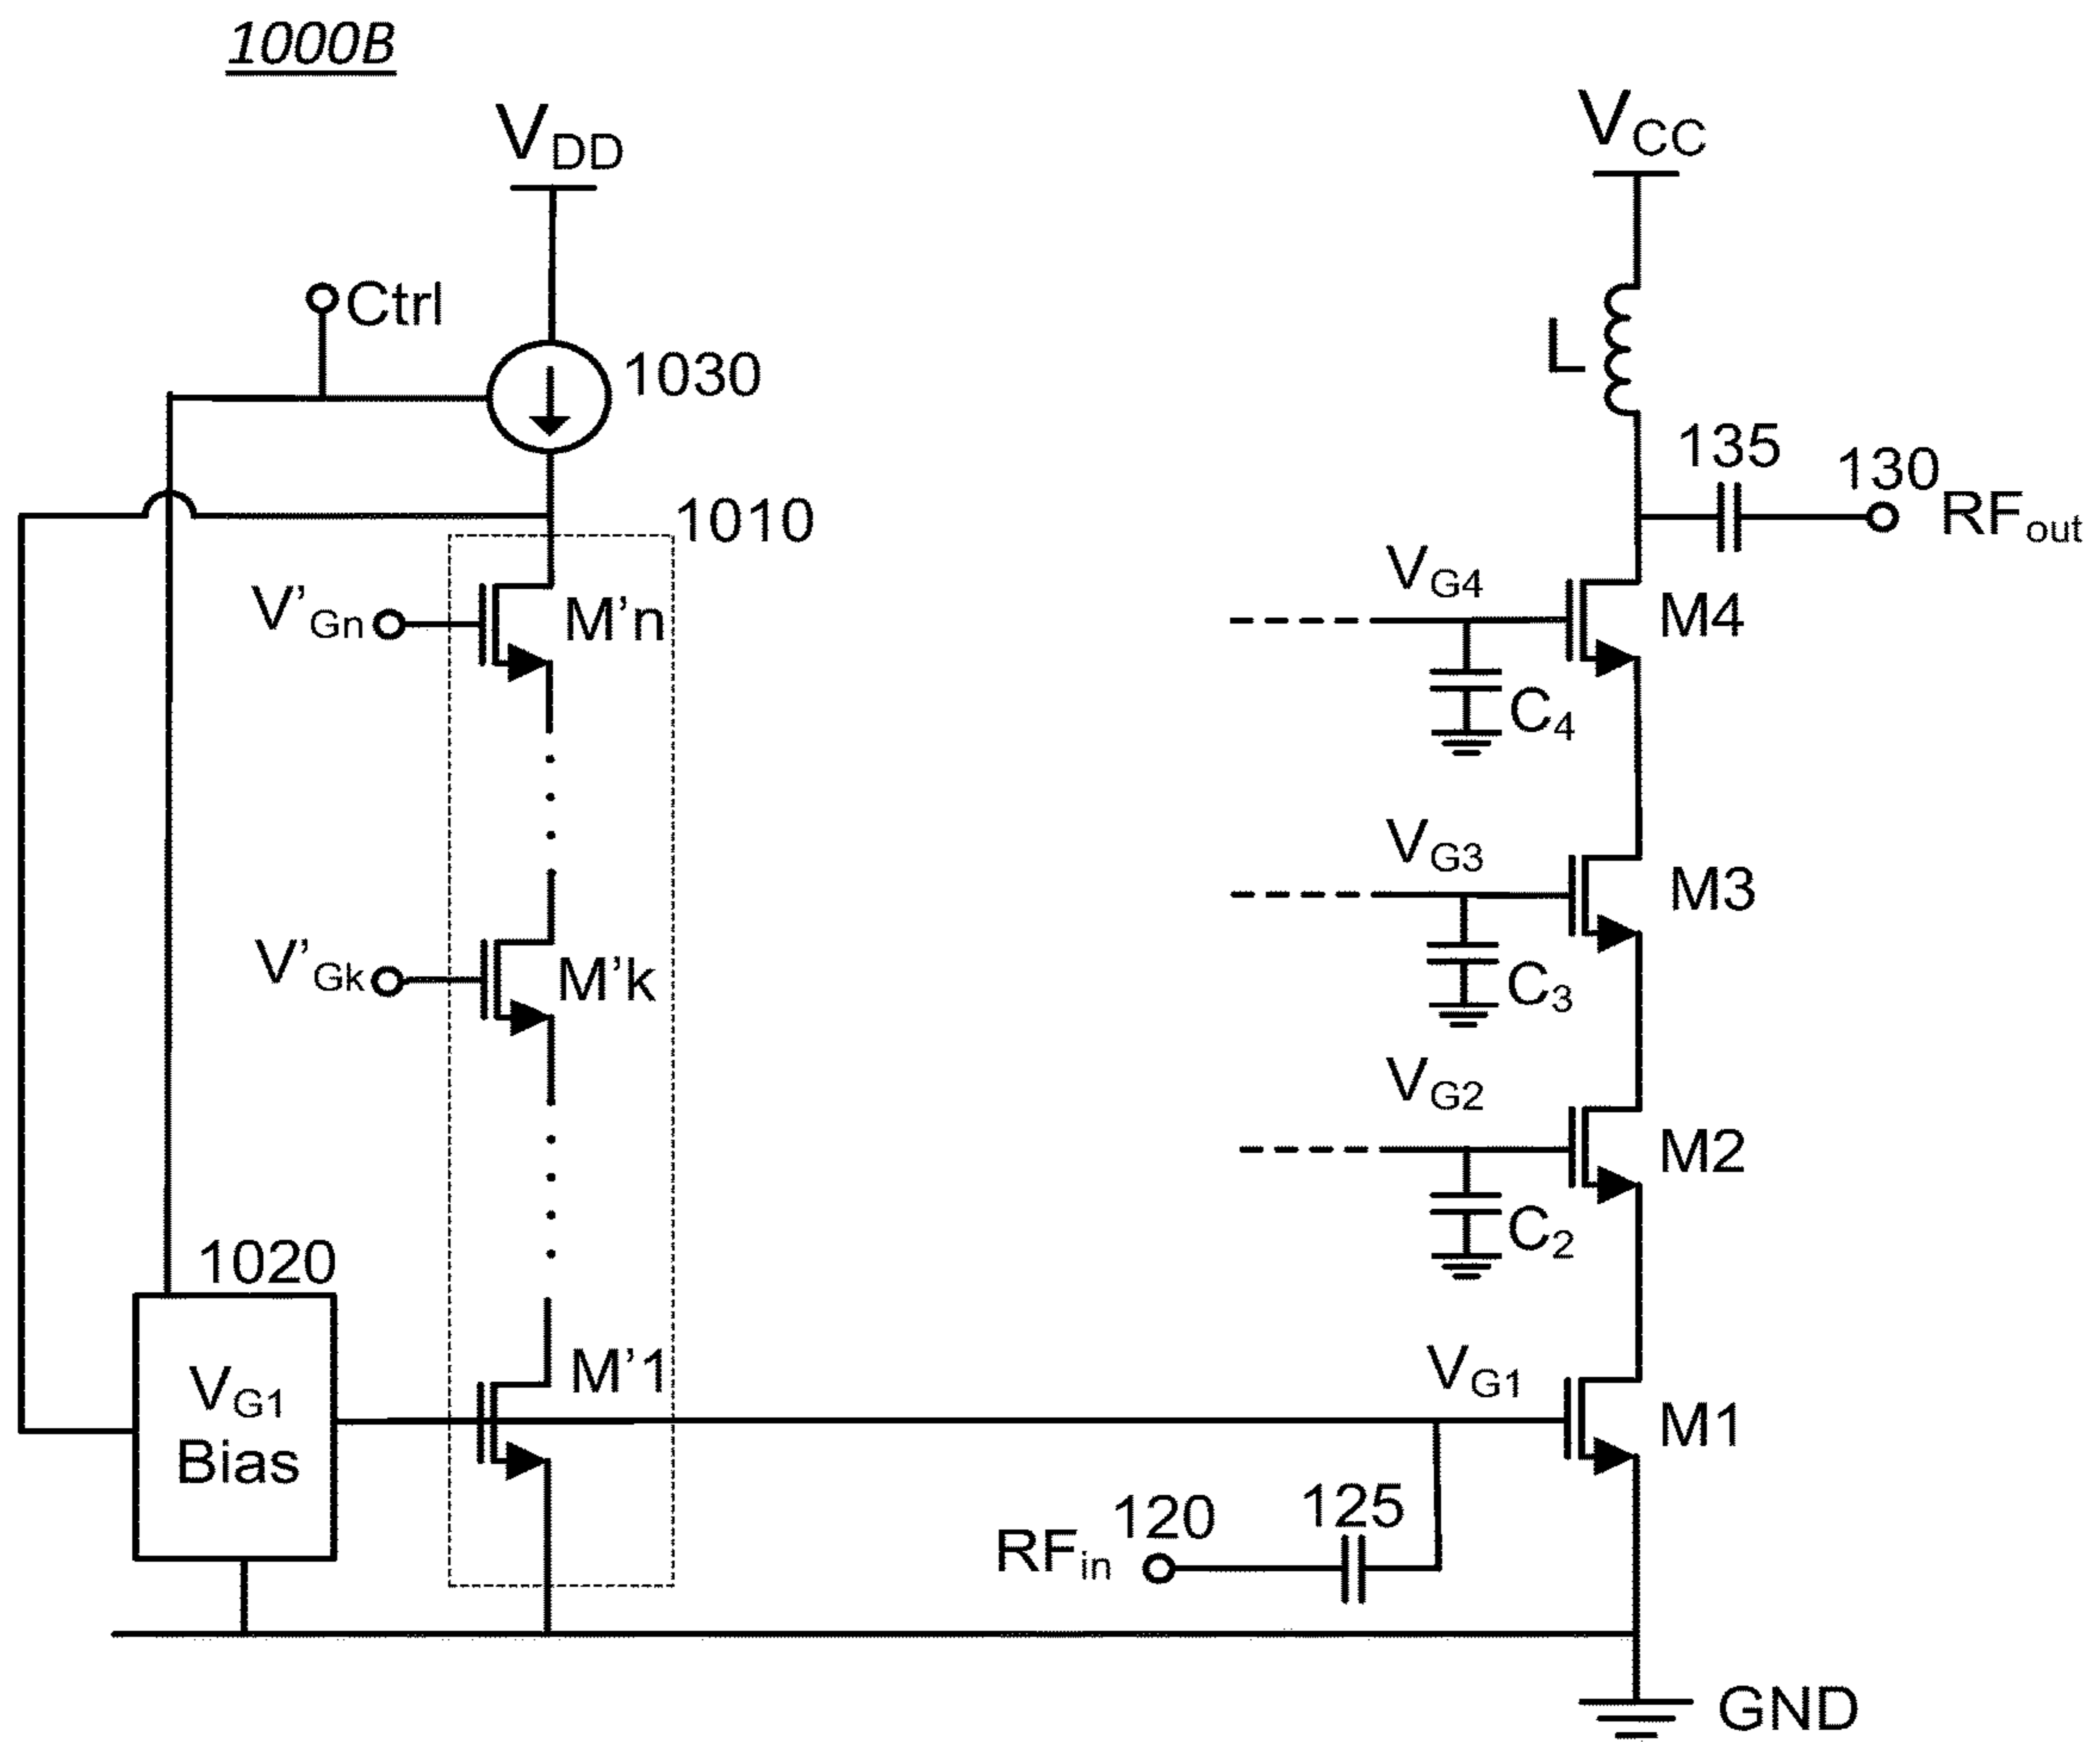 1000B
VDD
VCC
Ctrl
1030
L
135
130
RFout
1010
V'Gn
M'n
VG4
M4
C4
VG3
M3
C3
V'Gk
M'k
VG2
M2
C2
1020
VG1
Bias
M'1
VG1
M1
120
125
RFin
GND